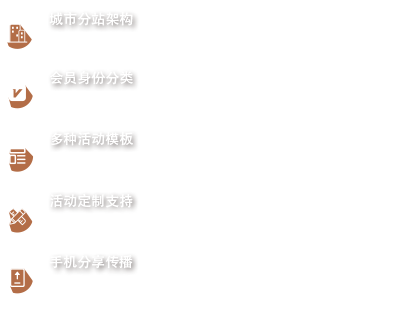 城市分站架构
会员身份分类
多种活动模板
活动定制支持
手机分享传播